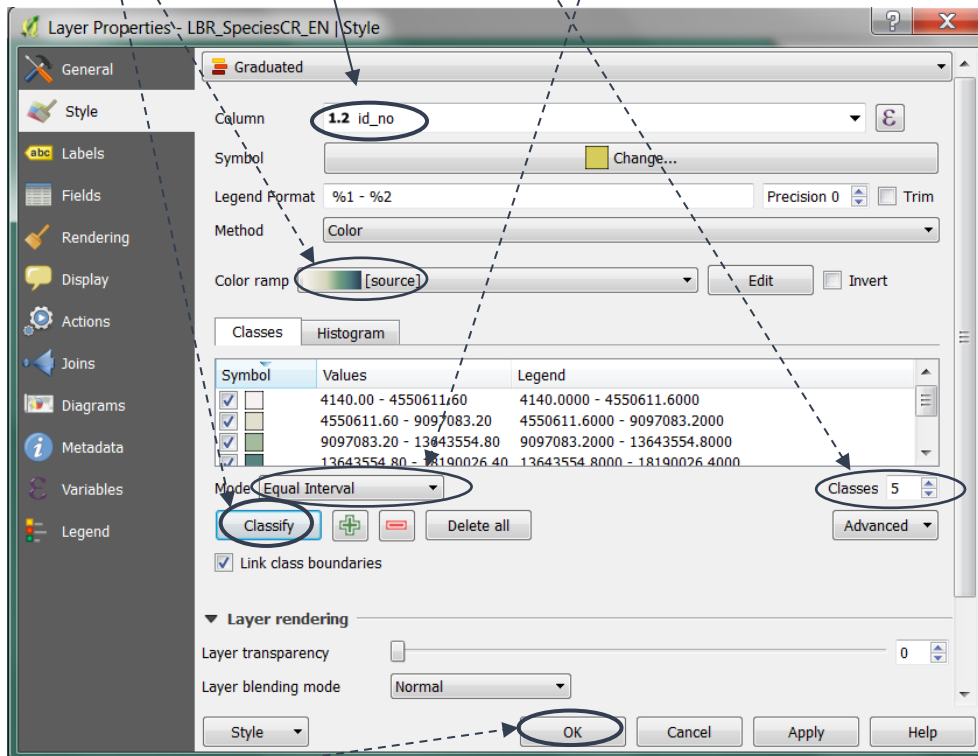 Layer Properties - LBR_SpeciesCR_EN | Style
General
Style
abc Labels
Fields
Rendering
Display
Actions
Joins
Diagrams
Metadata
Variables
Legend
Graduated
Column 1.2 id_no ε
Symbol Change...
Legend Format %1 - %2 Precision 0 Trim
Method Color
Color ramp [source] Edit Invert
Classes Histogram
Symbol Values Legend
4140.00 - 4550611.60 4140.0000 - 4550611.6000
4550611.60 - 9097083.20 4550611.6000 - 9097083.2000
9097083.20 - 13643554.80 9097083.2000 - 13643554.8000
13643554.80 - 18190026.40 13643554.8000 - 18190026.4000
Mode Equal Interval Classes 5
Classify Delete all Advanced
Link class boundaries
Layer rendering
Layer transparency 0
Layer blending mode Normal
Style OK Cancel Apply Help